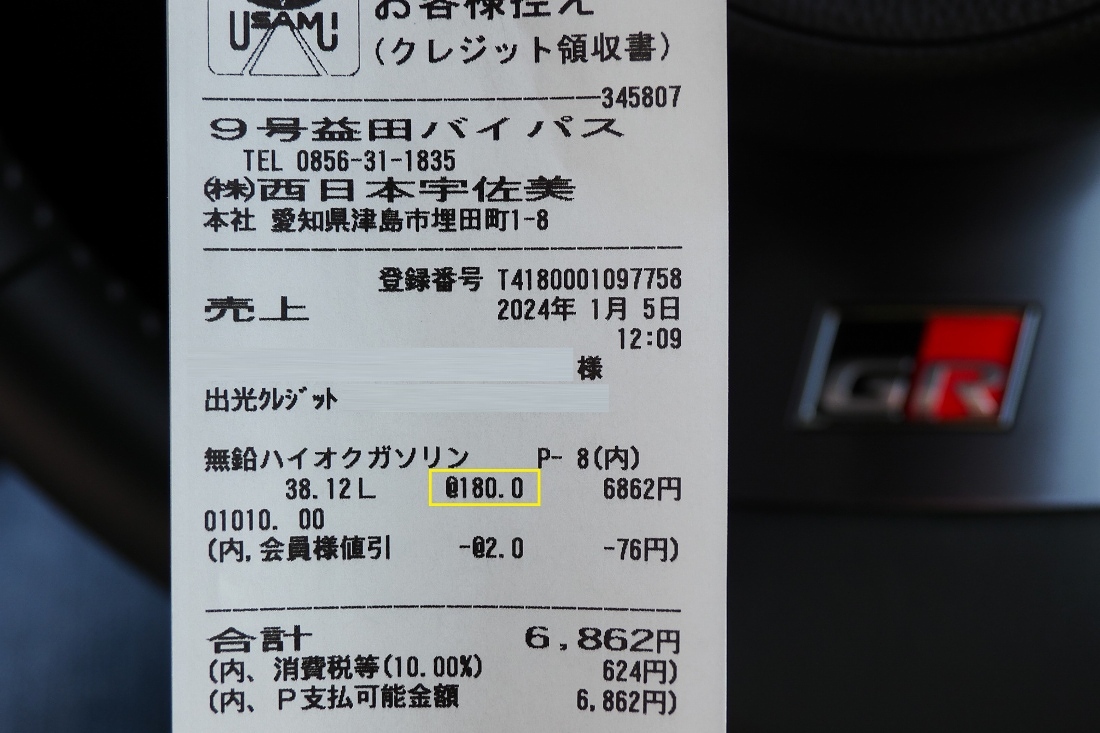 USAMI
お客様控え
(クレジット領収書)
345807
9号益田バイパス
TEL 0856-31-1835
㈱西日本宇佐美
本社 愛知県津島市埋田町1-8
登録番号 T4180001097758
売上 2024年 1月 5日
12:09
様
出光クレジット
無鉛ハイオクガソリン P- 8(内)
38.12L @180.0 6862円
01010. 00
(内,会員様値引 -@2.0 -76円)
合計 6,862円
(内、消費税等(10.00%) 624円)
(内、P支払可能金額 6,862円)
GR